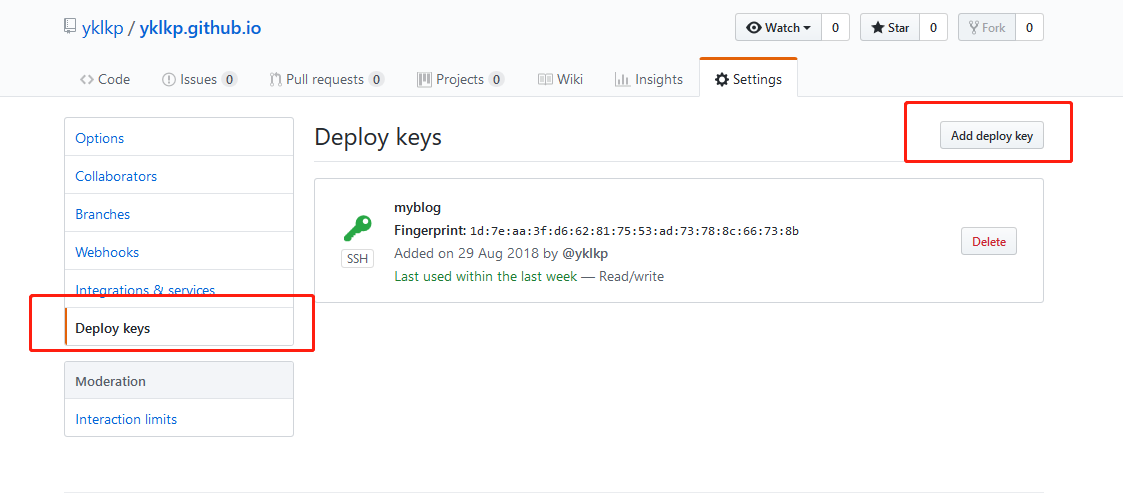 yklkp / yklkp.github.io
Watch 0 Star 0 Fork 0
Code Issues 0 Pull requests 0 Projects 0 Wiki Insights Settings
Options
Collaborators
Branches
Webhooks
Integrations & services
Deploy keys
Moderation
Interaction limits
Deploy keys
Add deploy key
myblog
Fingerprint: 1d:7e:aa:3f:d6:62:81:75:53:ad:73:78:8c:66:73:8b
SSH
Added on 29 Aug 2018 by @yklkp
Last used within the last week — Read/write
Delete